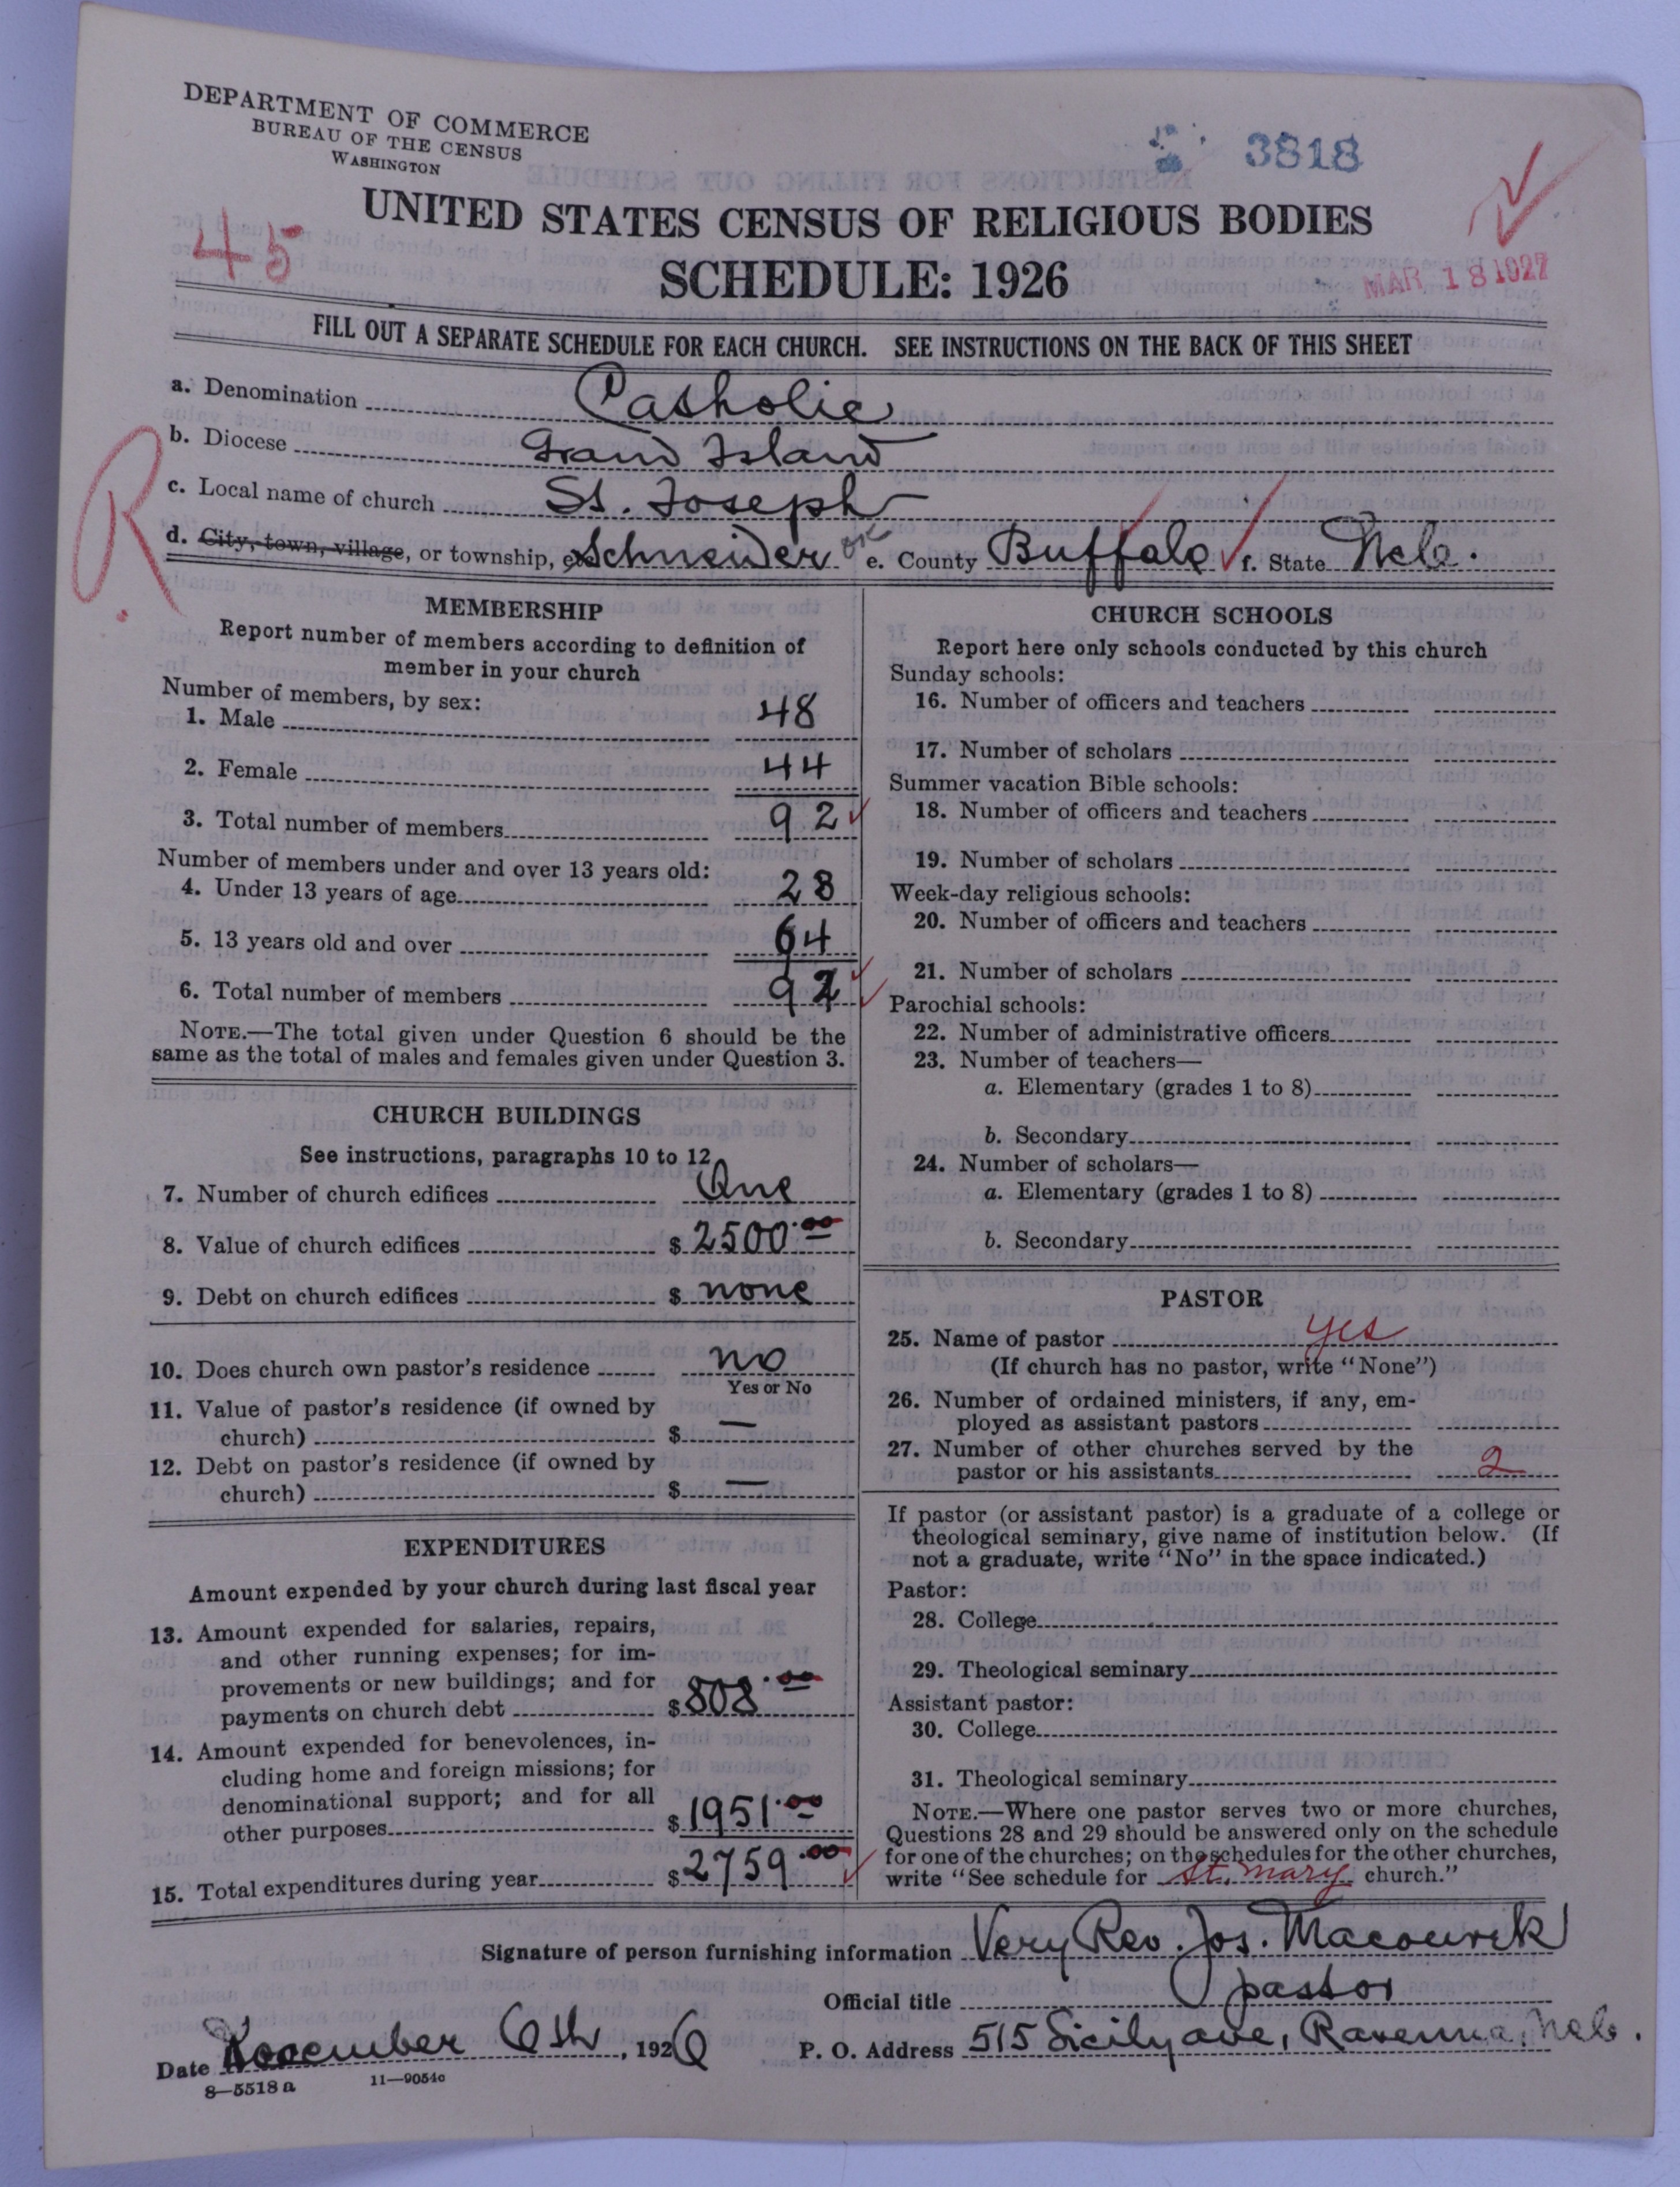 DEPARTMENT OF COMMERCE
BUREAU OF THE CENSUS
WASHINGTON
3818
UNITED STATES CENSUS OF RELIGIOUS BODIES
45
SCHEDULE: 1926
MAR 18 1927
FILL OUT A SEPARATE SCHEDULE FOR EACH CHURCH. SEE INSTRUCTIONS ON THE BACK OF THIS SHEET
a. Denomination Catholic
b. Diocese Grand Island
c. Local name of church St. Joseph
R
d. City, town, village, or township, etc. Schneider OK e. County Buffalo f. State Neb.
MEMBERSHIP
Report number of members according to definition of
member in your church
Number of members, by sex:
1. Male 48
2. Female 44
3. Total number of members 92
Number of members under and over 13 years old:
4. Under 13 years of age 28
5. 13 years old and over 64
6. Total number of members 92
NOTE.—The total given under Question 6 should be the
same as the total of males and females given under Question 3.
CHURCH BUILDINGS
See instructions, paragraphs 10 to 12
7. Number of church edifices One
8. Value of church edifices $ 2500.00
9. Debt on church edifices $ none
10. Does church own pastor's residence no
Yes or No
11. Value of pastor's residence (if owned by
church) $ —
12. Debt on pastor's residence (if owned by
church) $ —
EXPENDITURES
Amount expended by your church during last fiscal year
13. Amount expended for salaries, repairs,
and other running expenses; for im-
provements or new buildings; and for
payments on church debt $ 808.00
14. Amount expended for benevolences, in-
cluding home and foreign missions; for
denominational support; and for all
other purposes $ 1951.00
15. Total expenditures during year $ 2759.00
CHURCH SCHOOLS
Report here only schools conducted by this church
Sunday schools:
16. Number of officers and teachers
17. Number of scholars
Summer vacation Bible schools:
18. Number of officers and teachers
19. Number of scholars
Week-day religious schools:
20. Number of officers and teachers
21. Number of scholars
Parochial schools:
22. Number of administrative officers
23. Number of teachers—
a. Elementary (grades 1 to 8)
b. Secondary
24. Number of scholars—
a. Elementary (grades 1 to 8)
b. Secondary
PASTOR
25. Name of pastor yes
(If church has no pastor, write "None")
26. Number of ordained ministers, if any, em-
ployed as assistant pastors
27. Number of other churches served by the
pastor or his assistants 2
If pastor (or assistant pastor) is a graduate of a college or
theological seminary, give name of institution below. (If
not a graduate, write "No" in the space indicated.)
Pastor:
28. College
29. Theological seminary
Assistant pastor:
30. College
31. Theological seminary
NOTE.—Where one pastor serves two or more churches,
Questions 28 and 29 should be answered only on the schedule
for one of the churches; on the schedules for the other churches,
write "See schedule for St. Mary church."
Signature of person furnishing information Very Rev. Jos. Macourek
Official title pastor
Date November 6th, 1926 P. O. Address 515 Sicily ave, Ravenna, Neb.
8—5518 a 11—9054c